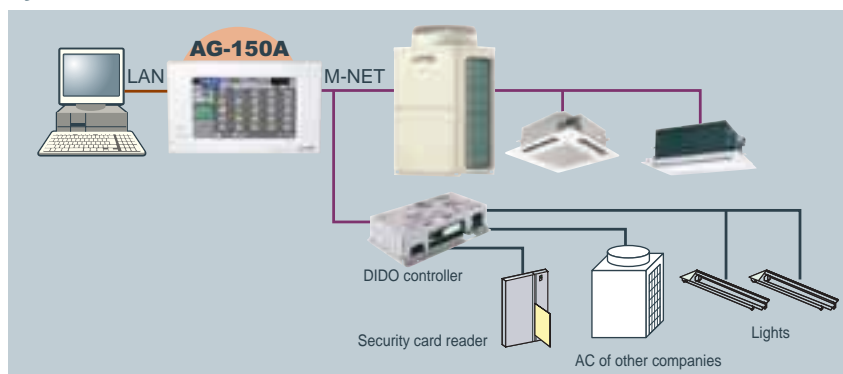 AG-150A
LAN
M-NET
DIDO controller
Security card reader
AC of other companies
Lights